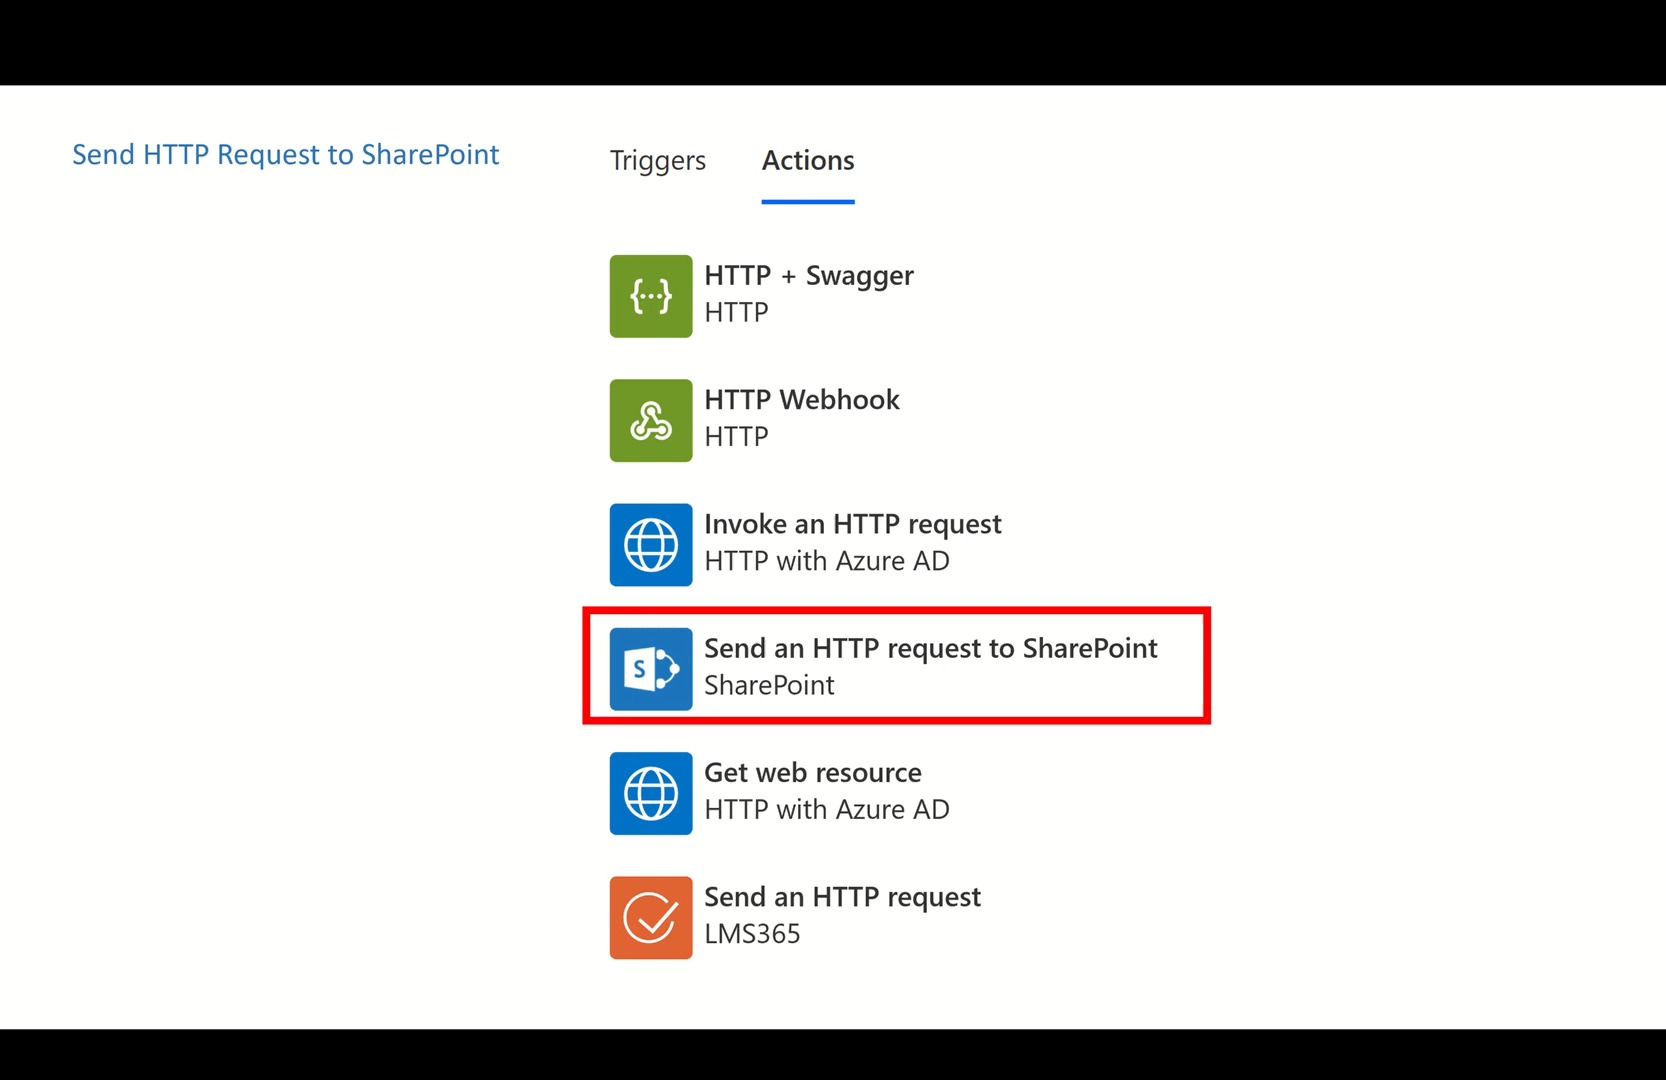 Send HTTP Request to SharePoint
Triggers
Actions
{...}
HTTP + Swagger
HTTP
HTTP Webhook
HTTP
Invoke an HTTP request
HTTP with Azure AD
S
Send an HTTP request to SharePoint
SharePoint
Get web resource
HTTP with Azure AD
Send an HTTP request
LMS365